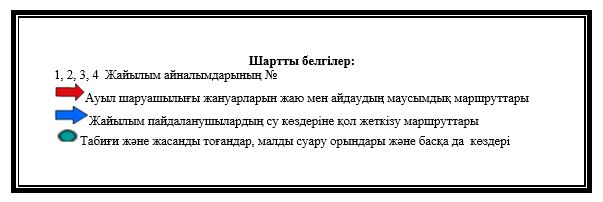 Шартты белгілер:
1, 2, 3, 4 Жайылым айналымдарының №
Ауыл шаруашылығы жануарларын жаю мен айдаудың маусымдық маршруттары
Жайылым пайдаланушылардың су көздеріне қол жеткізу маршруттары
Табиғи және жасанды тоғандар, малды суару орындары және басқа да көздері